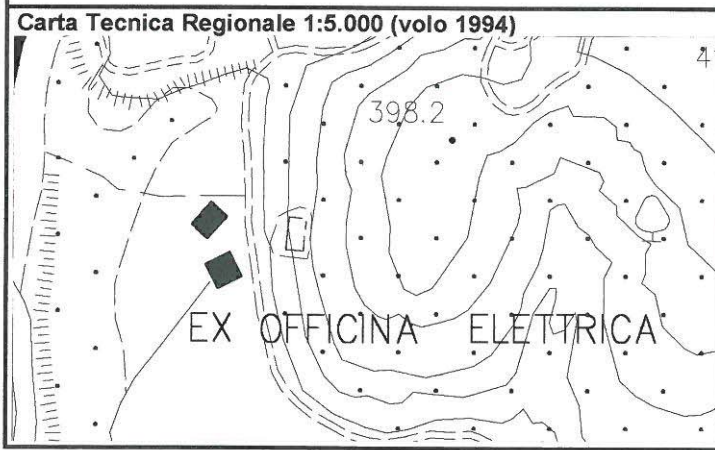 Carta Tecnica Regionale 1:5.000 (volo 1994)
398.2
EX OFFICINA ELETTRICA